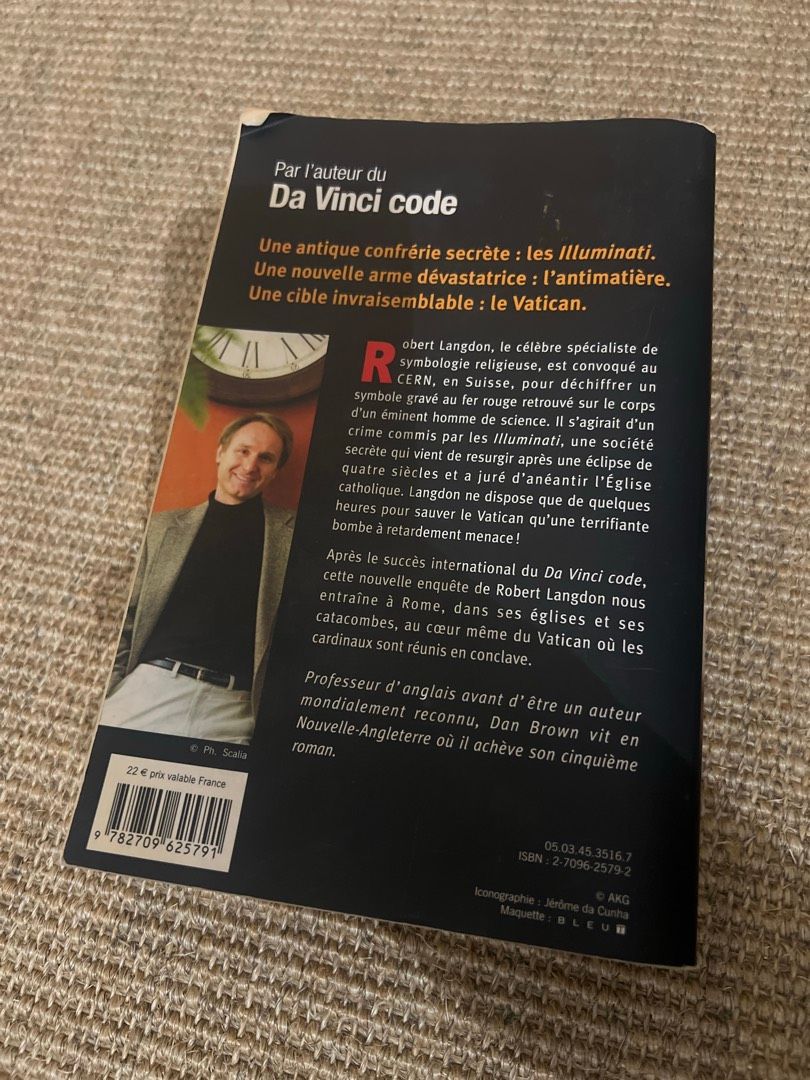 Par l'auteur du
Da Vinci code
Une antique confrérie secrète : les Illuminati.
Une nouvelle arme dévastatrice : l'antimatière.
Une cible invraisemblable : le Vatican.
Robert Langdon, le célèbre spécialiste de
symbologie religieuse, est convoqué au
CERN, en Suisse, pour déchiffrer un
symbole gravé au fer rouge retrouvé sur le corps
d'un éminent homme de science. Il s'agirait d'un
crime commis par les Illuminati, une société
secrète qui vient de resurgir après une éclipse de
quatre siècles et a juré d'anéantir l'Église
catholique. Langdon ne dispose que de quelques
heures pour sauver le Vatican qu'une terrifiante
bombe à retardement menace !
Après le succès international du Da Vinci code,
cette nouvelle enquête de Robert Langdon nous
entraîne à Rome, dans ses églises et ses
catacombes, au cœur même du Vatican où les
cardinaux sont réunis en conclave.
Professeur d'anglais avant d'être un auteur
mondialement reconnu, Dan Brown vit en
Nouvelle-Angleterre où il achève son cinquième
roman.
© Ph. Scalia
22 € prix valable France
9 782709 625791
05.03.45.3516.7
ISBN : 2-7096-2579-2
© AKG
Iconographie : Jérôme da Cunha
Maquette : BLEU T